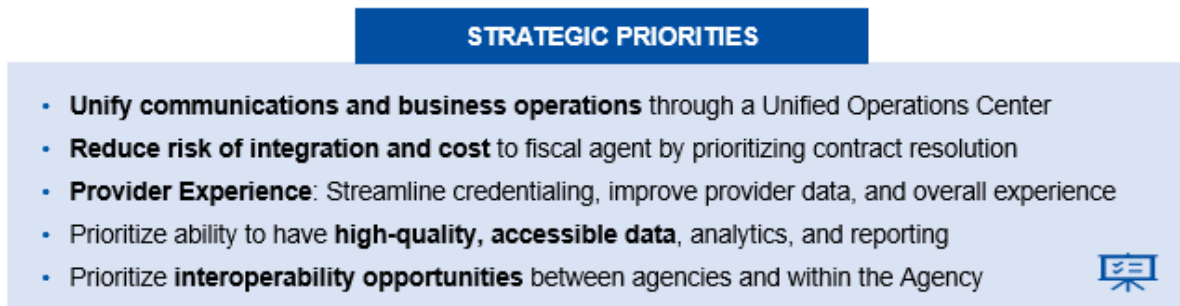 STRATEGIC PRIORITIES
• Unify communications and business operations through a Unified Operations Center
• Reduce risk of integration and cost to fiscal agent by prioritizing contract resolution
• Provider Experience: Streamline credentialing, improve provider data, and overall experience
• Prioritize ability to have high-quality, accessible data, analytics, and reporting
• Prioritize interoperability opportunities between agencies and within the Agency